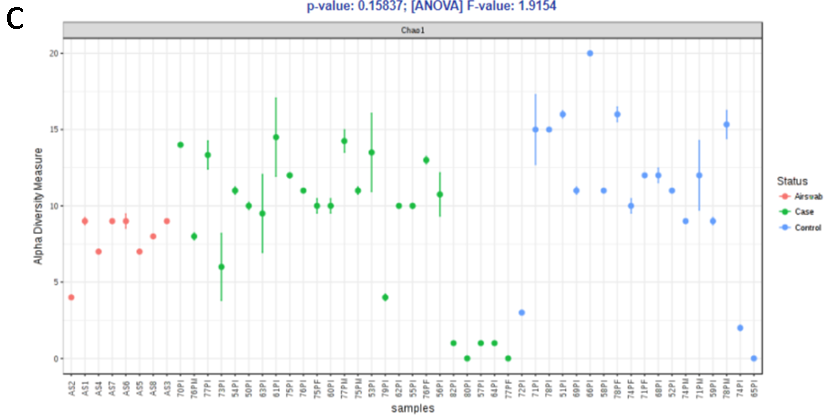 C
p-value: 0.15837; [ANOVA] F-value: 1.9154
Chao1
20
15
10
5
0
Alpha Diversity Measure
AS2 AS1 AS4 AS7 AS6 AS5 AS8 AS3 70PI 76PM 77PI 73PI 54PI 50PI 63PI 61PI 75PI 76PI 75PF 60PI 77PM 75PM 53PI 79PI 62PI 55PI 76PF 56PI 82PI 80PI 57PI 64PI 77PF 72PI 71PI 78PI 51PI 66PI 69PI 58PI 78PF 74PF 71PF 68PI 52PI 74PM 71PM 59PI 78PM 74PI 65PI
samples
Status
Airswab
Case
Control